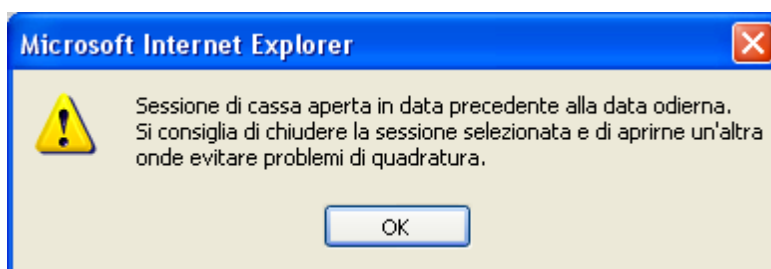 Microsoft Internet Explorer
Sessione di cassa aperta in data precedente alla data odierna.
Si consiglia di chiudere la sessione selezionata e di aprirne un'altra
onde evitare problemi di quadratura.
OK